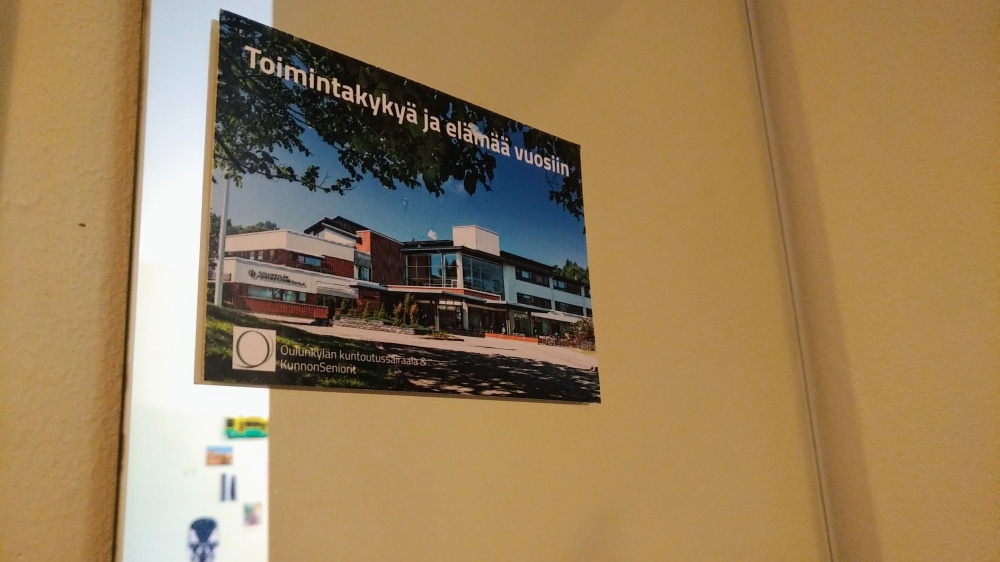 Toimintakykyä ja elämää vuosiin
Oulunkylän kuntoutussairaala &
KunnonSeniorit